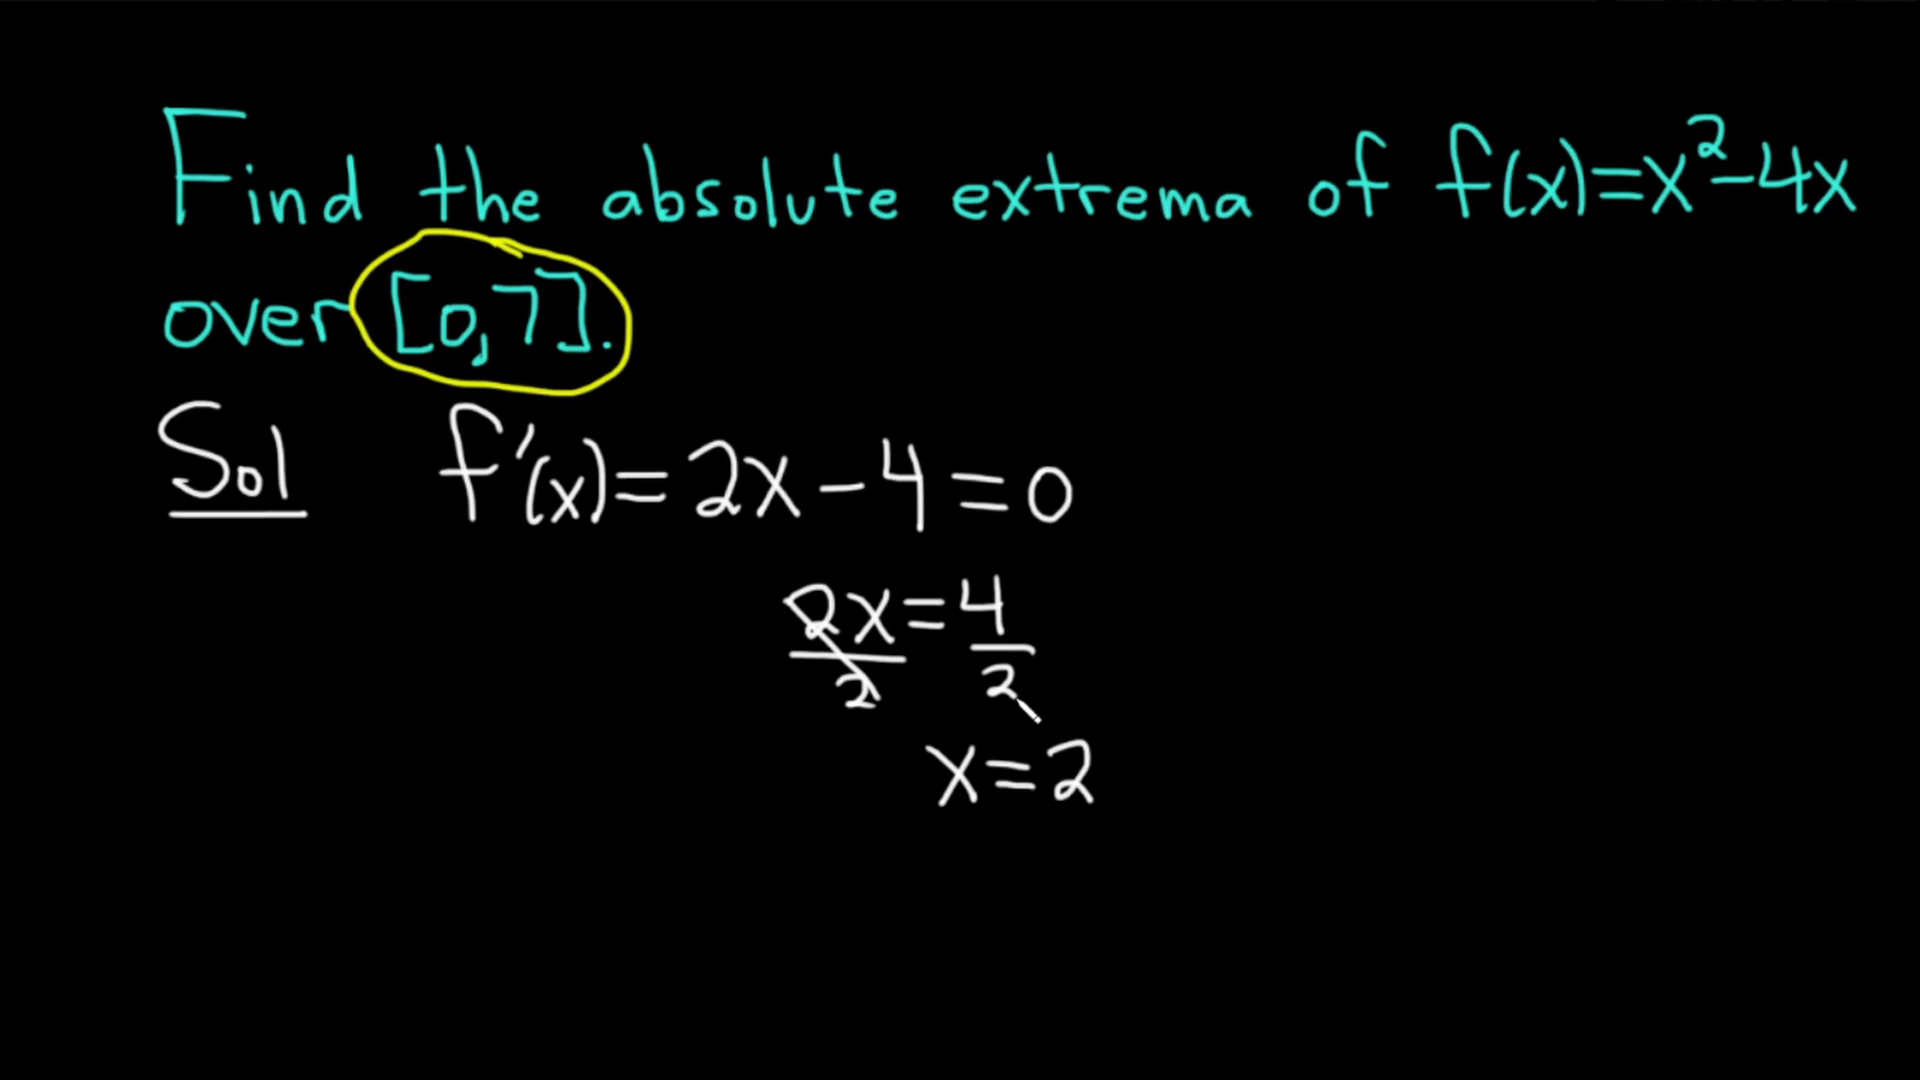 Find the absolute extrema of f(x)=x²-4x
over [0,7].
Sol f'(x)=2x-4=0
2x/2=4/2
x=2